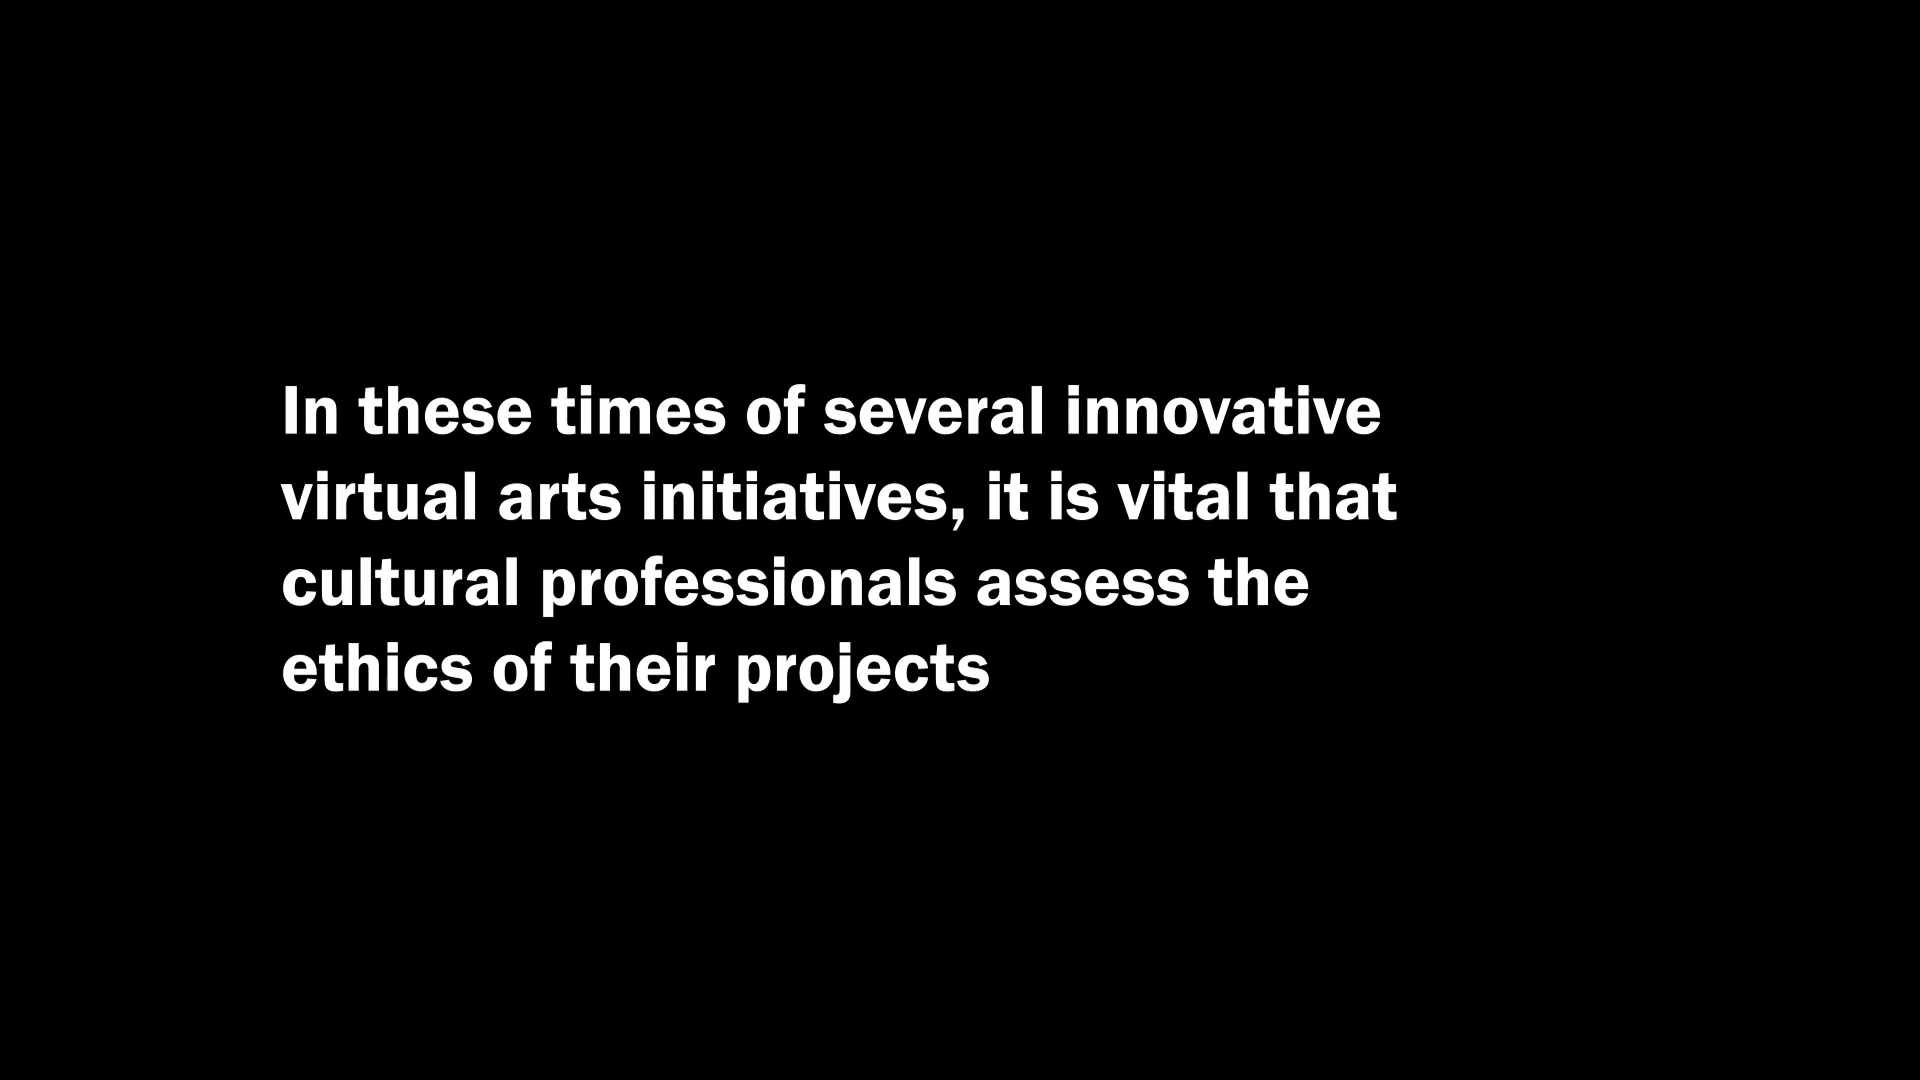 In these times of several innovative
virtual arts initiatives, it is vital that
cultural professionals assess the
ethics of their projects